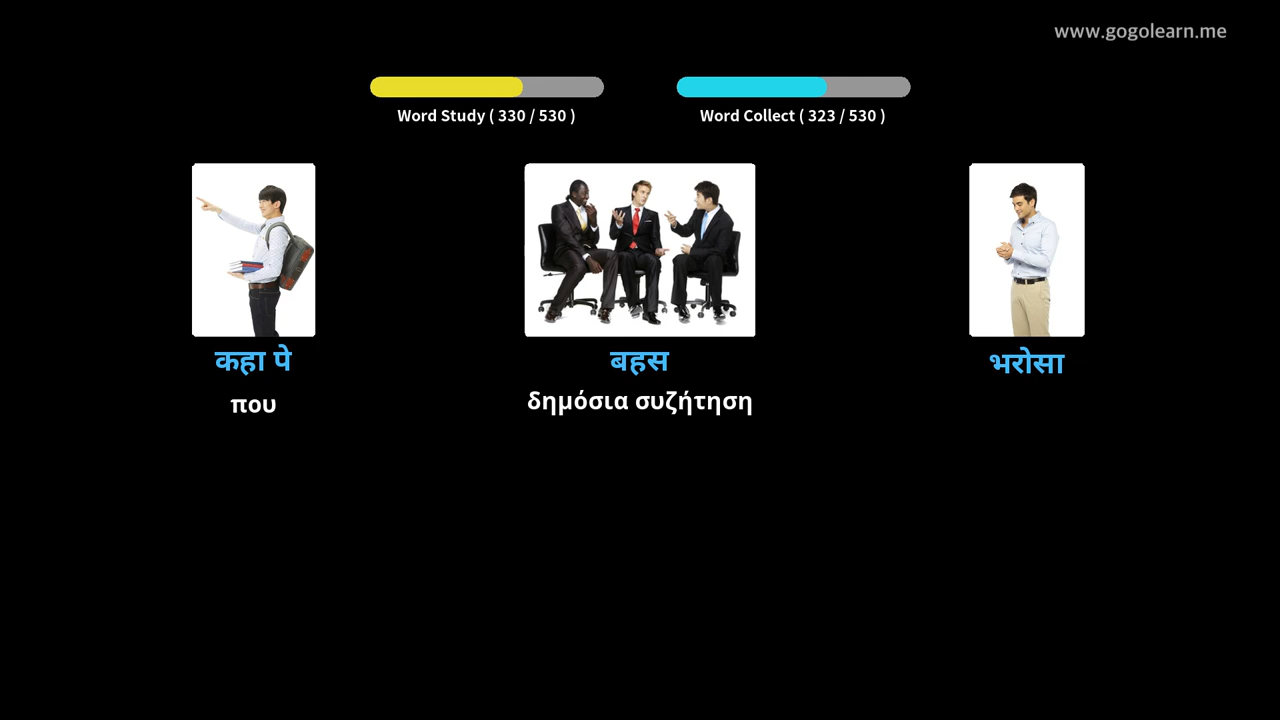 www.gogolearn.me
Word Study ( 330 / 530 )
Word Collect ( 323 / 530 )
कहा पे
बहस
भरोसा
που
δημόσια συζήτηση